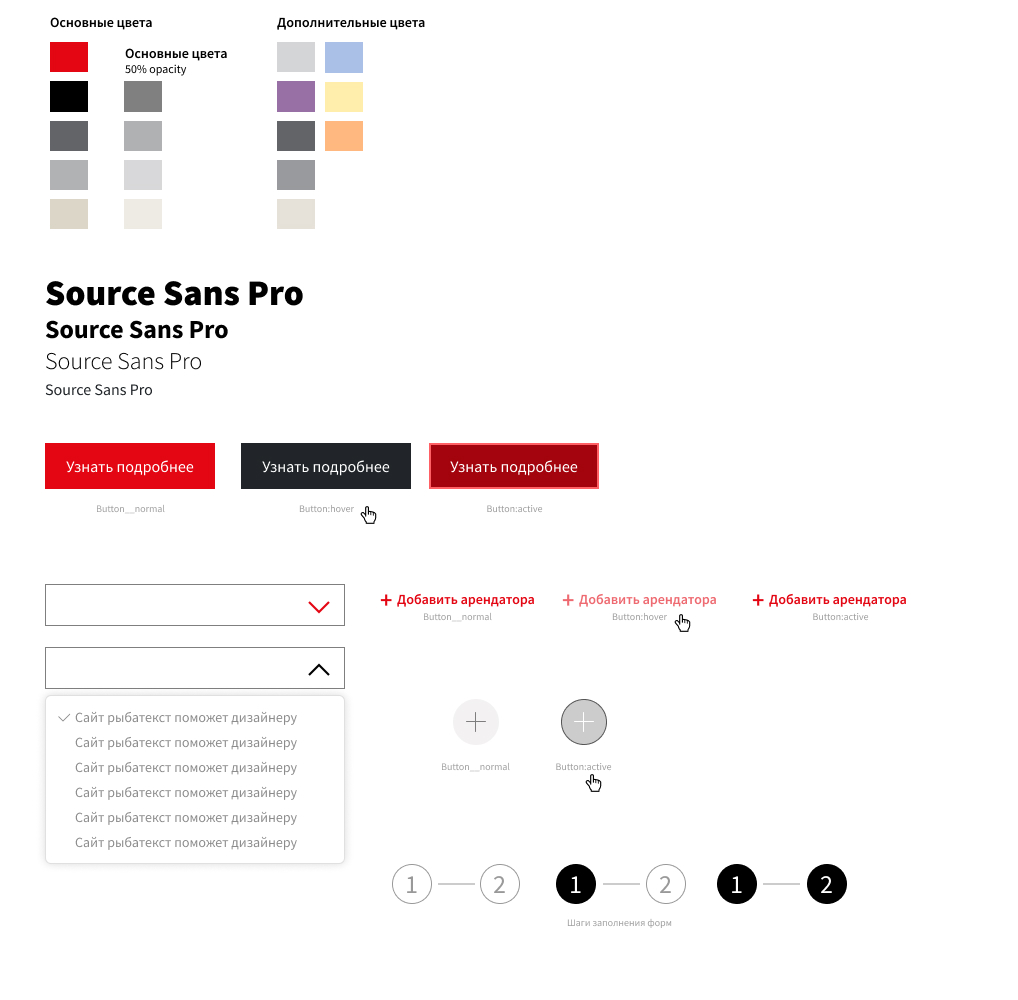 Основные цвета
Дополнительные цвета
Основные цвета
50% opacity
Source Sans Pro
Source Sans Pro
Source Sans Pro
Source Sans Pro
Узнать подробнее
Узнать подробнее
Узнать подробнее
Button__normal
Button:hover
Button:active
+ Добавить арендатора
+ Добавить арендатора
+ Добавить арендатора
Button__normal
Button:hover
Button:active
Сайт рыбатекст поможет дизайнеру
Сайт рыбатекст поможет дизайнеру
Сайт рыбатекст поможет дизайнеру
Сайт рыбатекст поможет дизайнеру
Сайт рыбатекст поможет дизайнеру
Сайт рыбатекст поможет дизайнеру
Button__normal
Button:active
1 2
1 2
1 2
Шаги заполнения форм